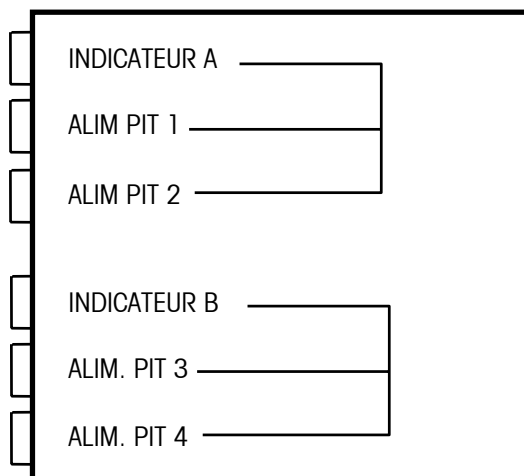 INDICATEUR A
ALIM PIT 1
ALIM PIT 2
INDICATEUR B
ALIM. PIT 3
ALIM. PIT 4